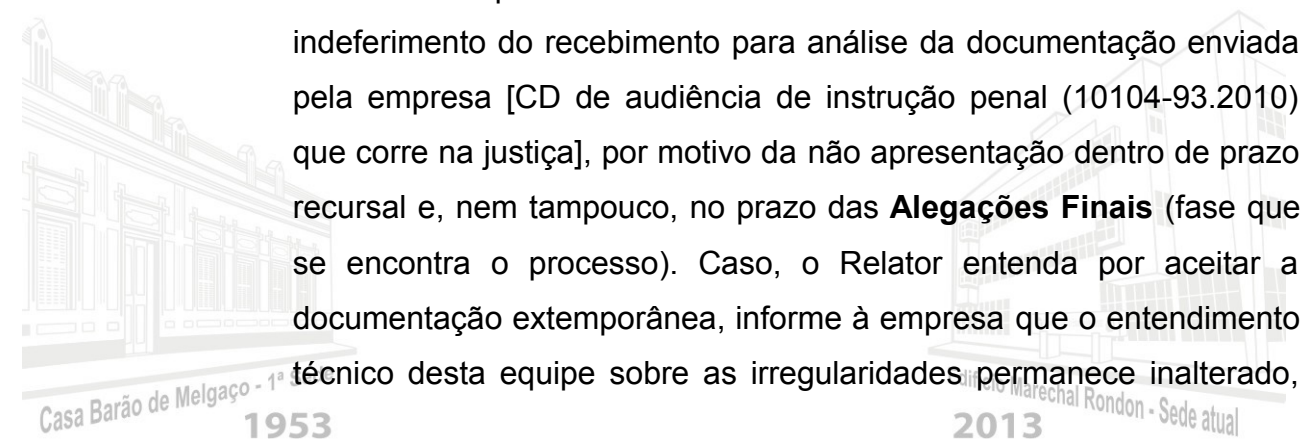 indeferimento do recebimento para análise da documentação enviada
pela empresa [CD de audiência de instrução penal (10104-93.2010)
que corre na justiça], por motivo da não apresentação dentro de prazo
recursal e, nem tampouco, no prazo das Alegações Finais (fase que
se encontra o processo). Caso, o Relator entenda por aceitar a
documentação extemporânea, informe à empresa que o entendimento
técnico desta equipe sobre as irregularidades permanece inalterado,
Casa Barão de Melgaço - 1ª
Marechal Rondon - Sede atual
1953
2013